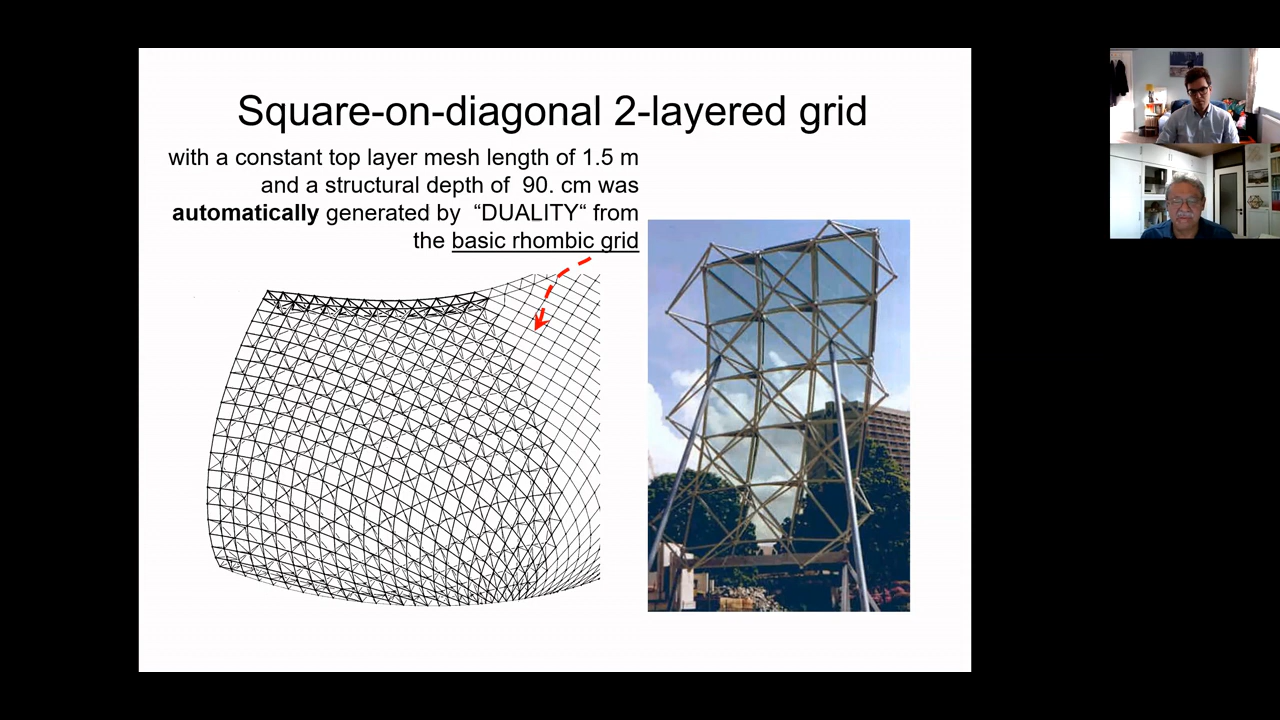 Square-on-diagonal 2-layered grid
with a constant top layer mesh length of 1.5 m
and a structural depth of  90. cm was
automatically generated by  “DUALITY“ from
the basic rhombic grid